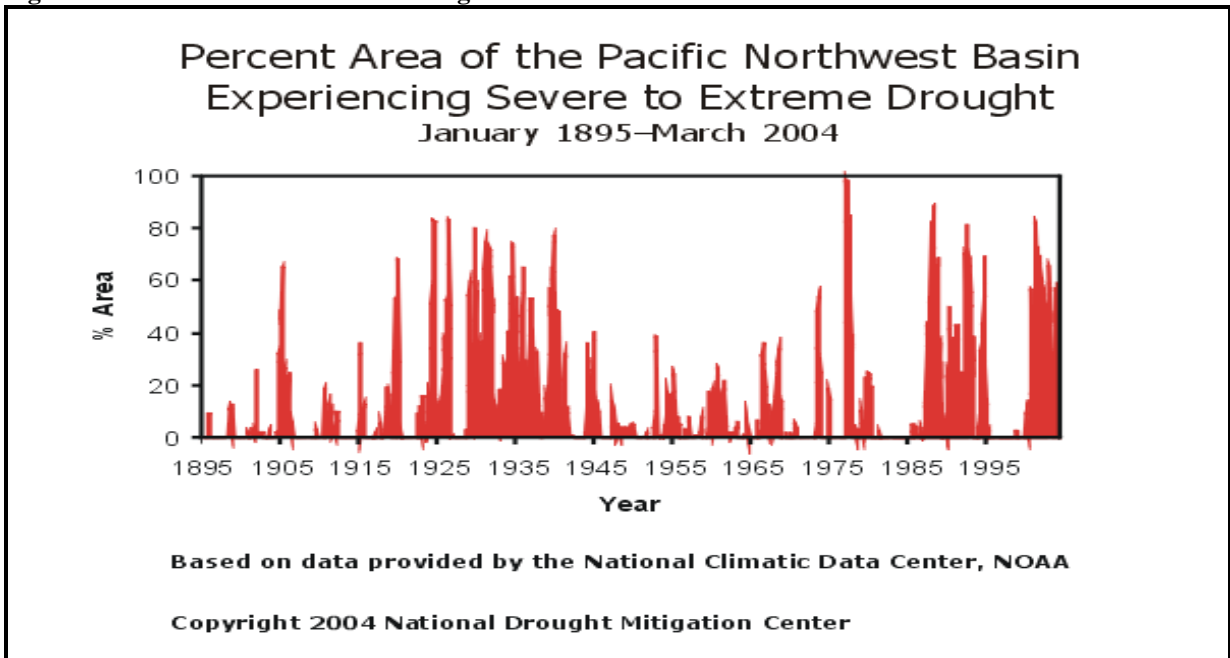 Percent Area of the Pacific Northwest Basin
Experiencing Severe to Extreme Drought
January 1895–March 2004
100
80
60
40
20
0
% Area
1895 1905 1915 1925 1935 1945 1955 1965 1975 1985 1995
Year
Based on data provided by the National Climatic Data Center, NOAA
Copyright 2004 National Drought Mitigation Center